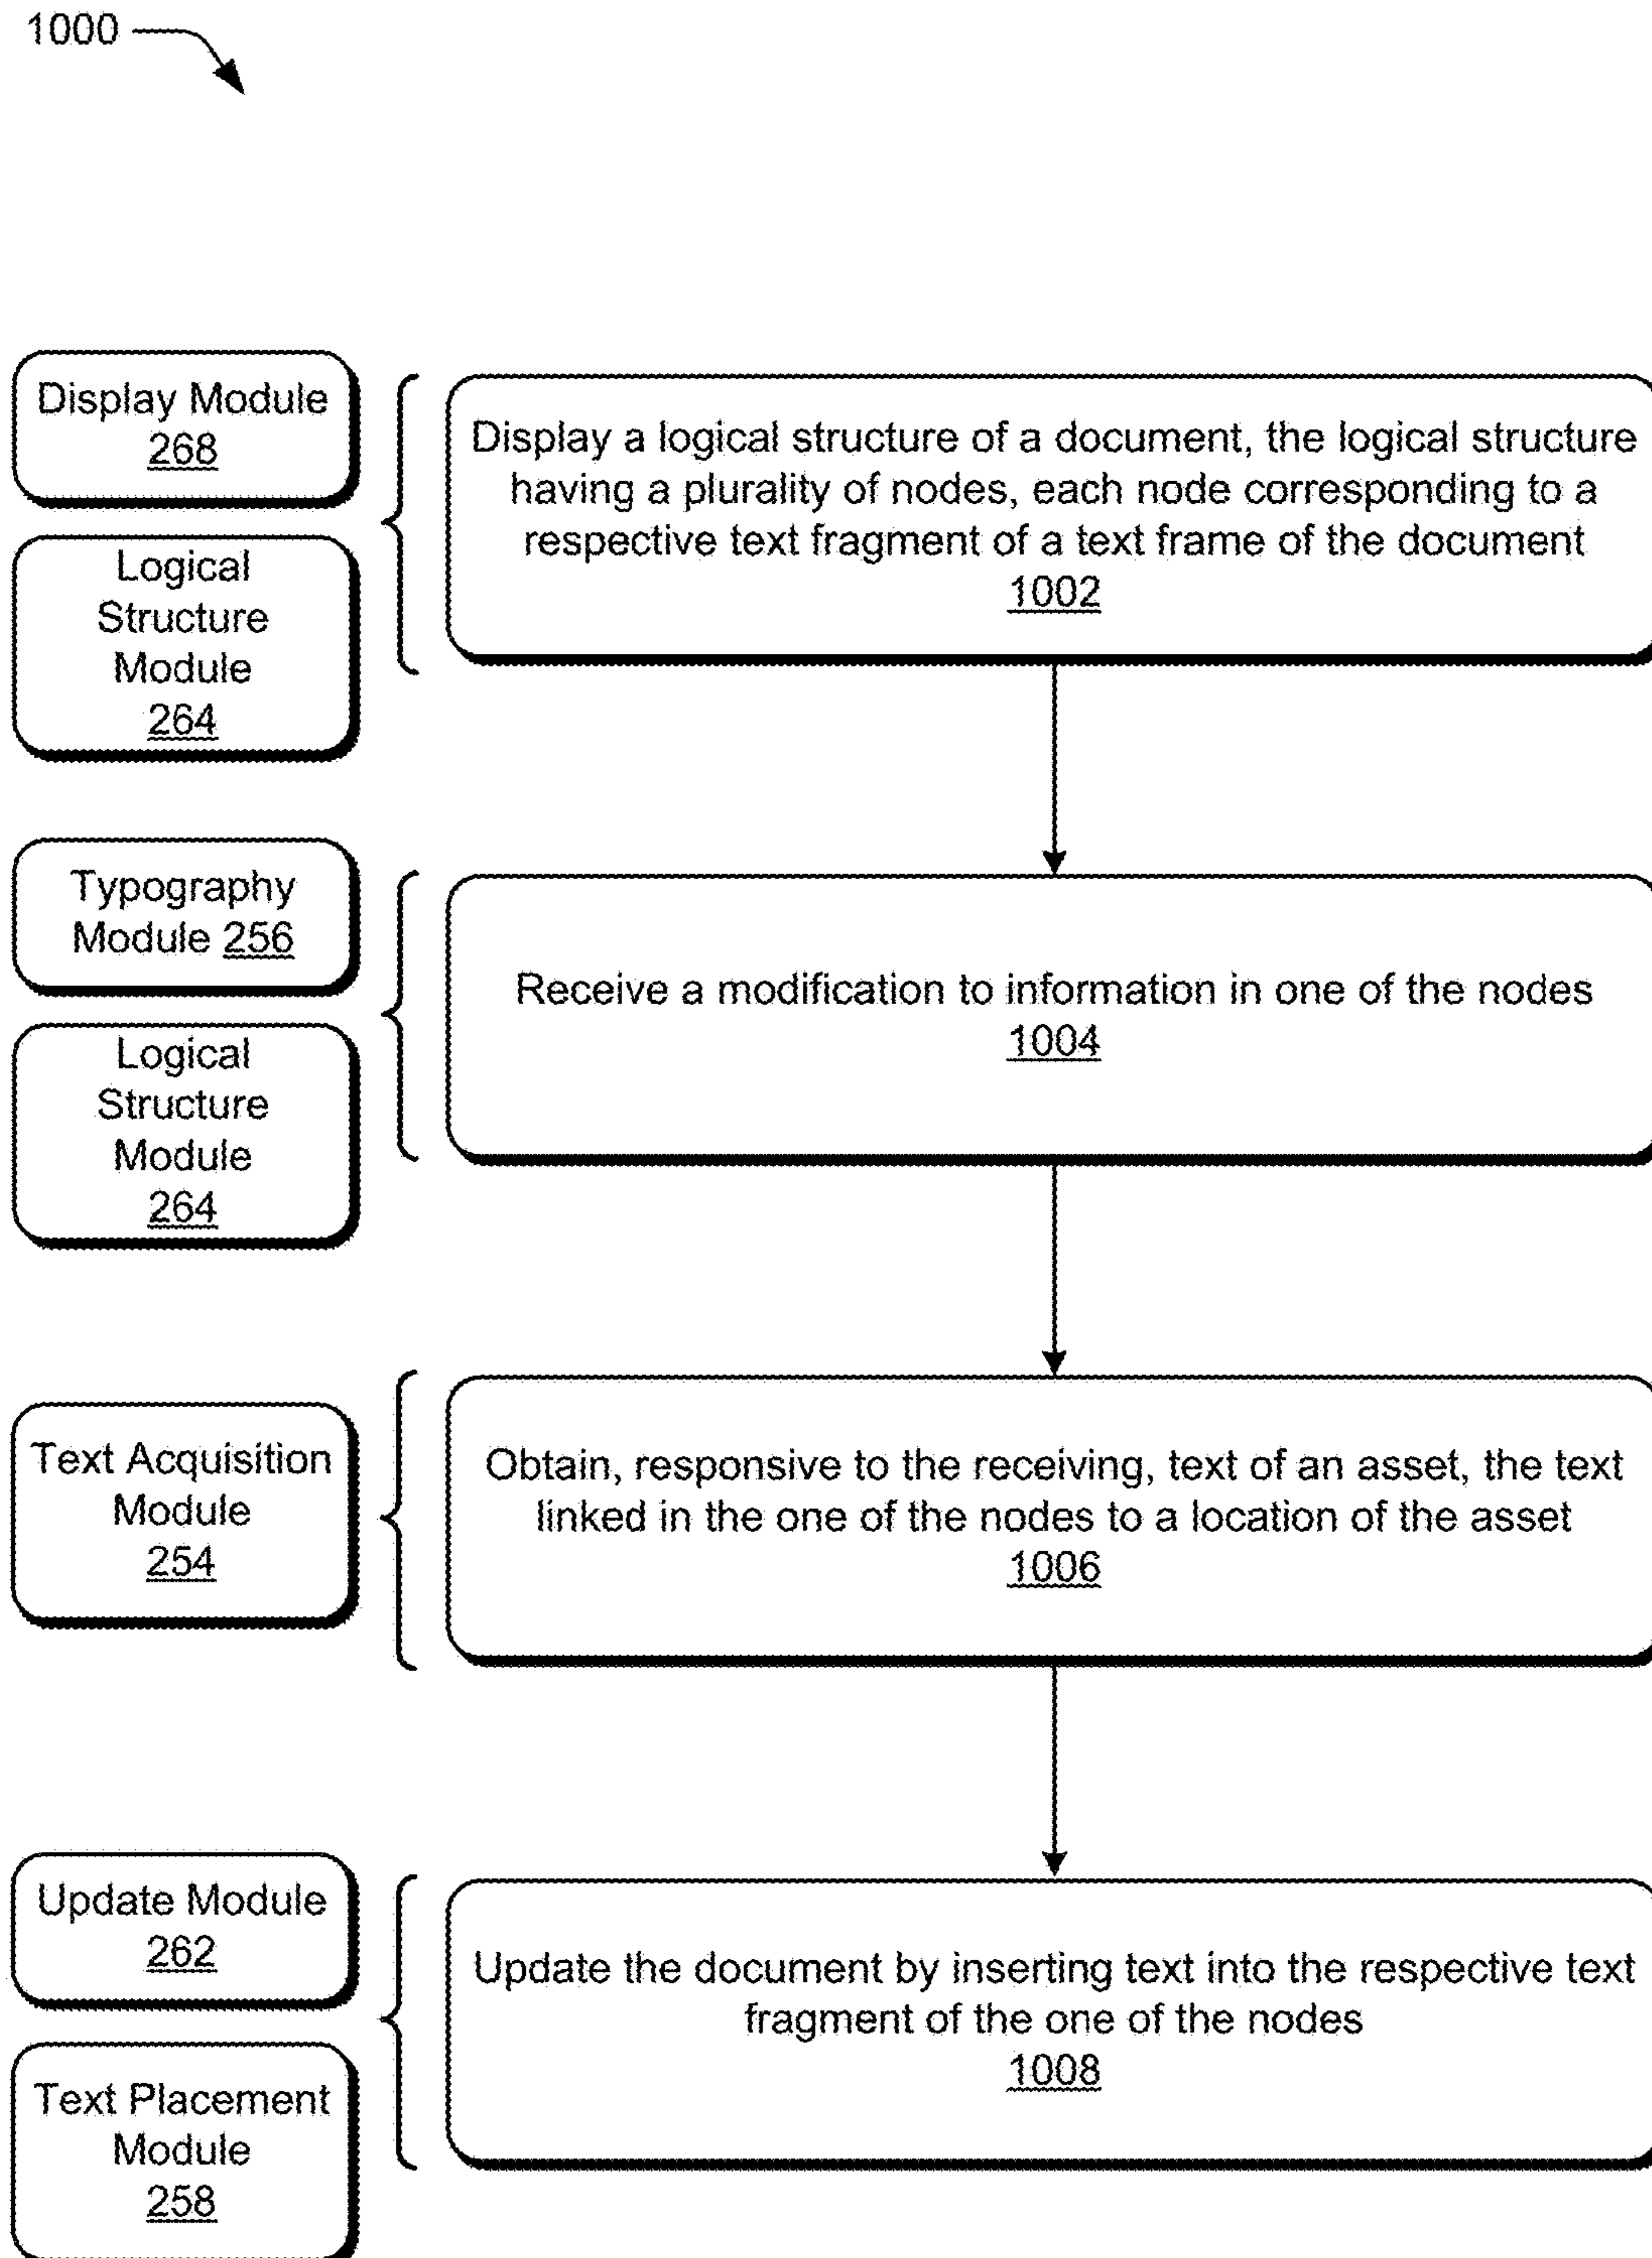 1000
Display Module
268
Logical
Structure
Module
264
Display a logical structure of a document, the logical structure
having a plurality of nodes, each node corresponding to a
respective text fragment of a text frame of the document
1002
Typography
Module 256
Logical
Structure
Module
264
Receive a modification to information in one of the nodes
1004
Text Acquisition
Module
254
Obtain, responsive to the receiving, text of an asset, the text
linked in the one of the nodes to a location of the asset
1006
Update Module
262
Text Placement
Module
258
Update the document by inserting text into the respective text
fragment of the one of the nodes
1008